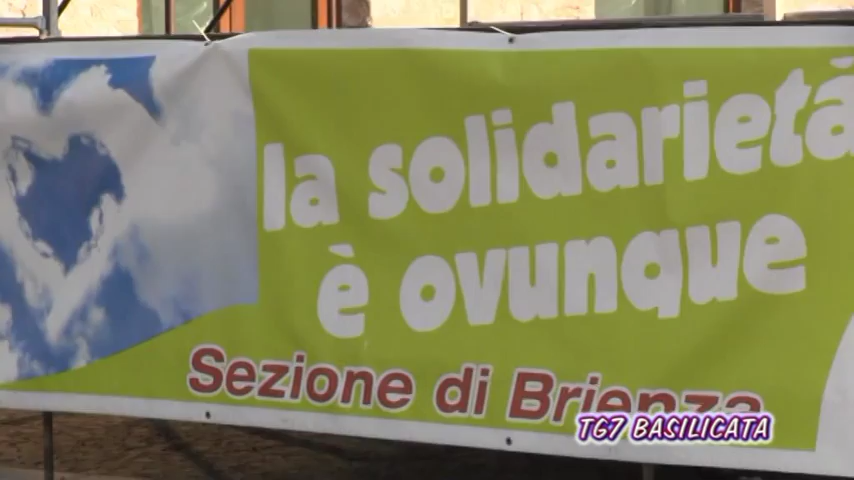 la solidarietà
è ovunque
Sezione di Brienza
TG7 BASILICATA